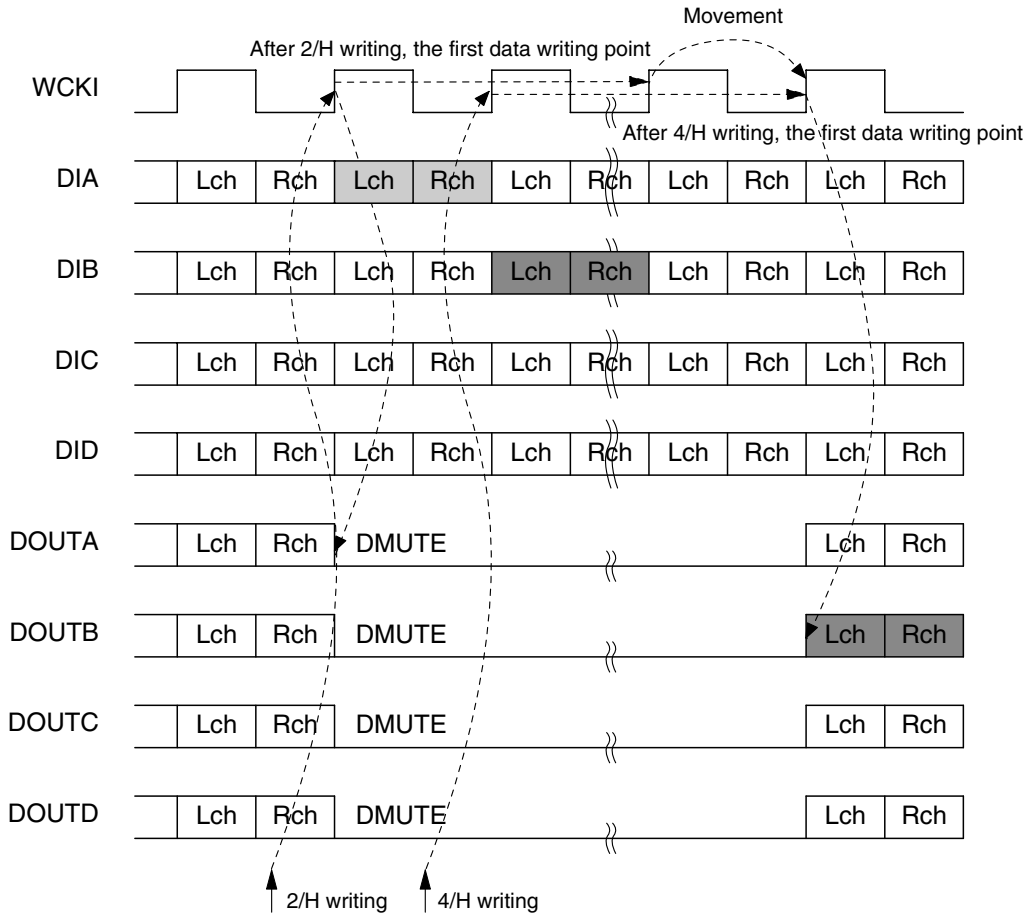 Movement
After 2/H writing, the first data writing point
WCKI
After 4/H writing, the first data writing point
DIA Lch Rch Lch Rch Lch Rch Lch Rch Lch Rch
DIB Lch Rch Lch Rch Lch Rch Lch Rch Lch Rch
DIC Lch Rch Lch Rch Lch Rch Lch Rch Lch Rch
DID Lch Rch Lch Rch Lch Rch Lch Rch Lch Rch
DOUTA Lch Rch DMUTE Lch Rch
DOUTB Lch Rch DMUTE Lch Rch
DOUTC Lch Rch DMUTE Lch Rch
DOUTD Lch Rch DMUTE Lch Rch
2/H writing 4/H writing